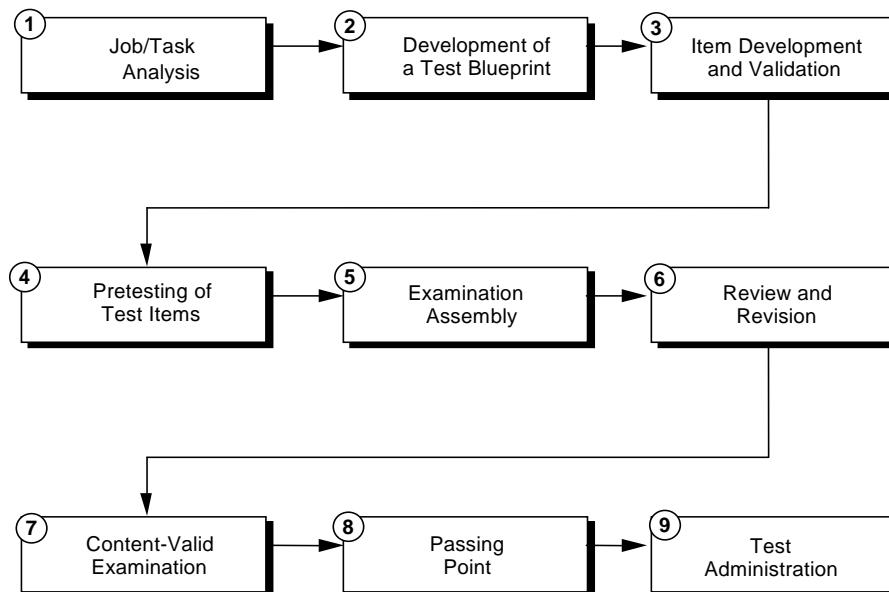 1
Job/Task
Analysis
2
Development of
a Test Blueprint
3
Item Development
and Validation
4
Pretesting of
Test Items
5
Examination
Assembly
6
Review and
Revision
7
Content-Valid
Examination
8
Passing
Point
9
Test
Administration